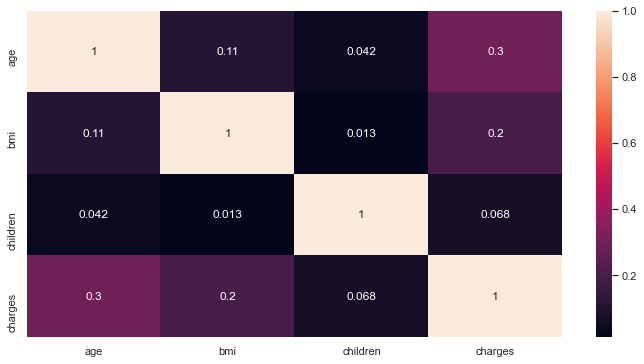 age 1 0.11 0.042 0.3
bmi 0.11 1 0.013 0.2
children 0.042 0.013 1 0.068
charges 0.3 0.2 0.068 1
age bmi children charges
1.0
0.8
0.6
0.4
0.2